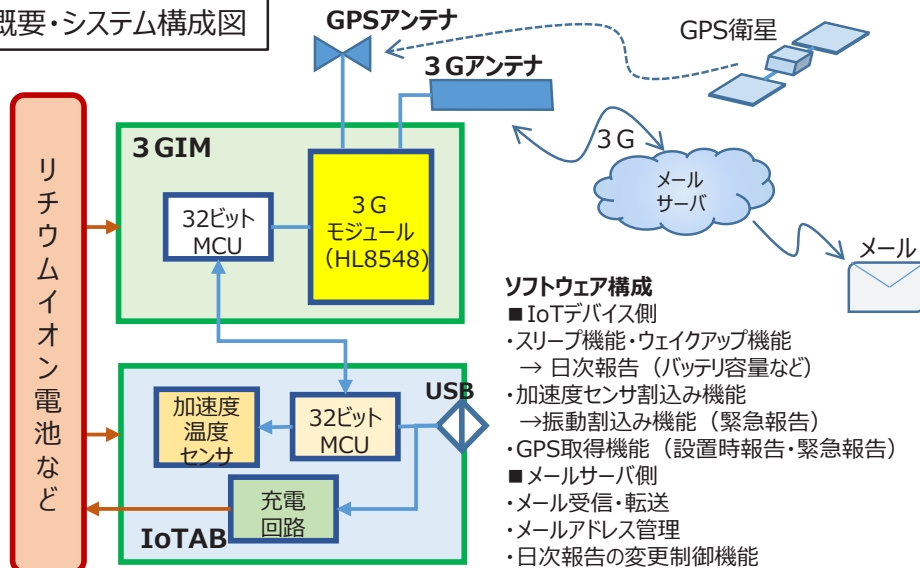 概要・システム構成図
GPSアンテナ
GPS衛星
3Gアンテナ
3GIM
3G
リチウムイオン電池など
32ビット
MCU
3G
モジュール
(HL8548)
メール
サーバ
メール
ソフトウェア構成
■IoTデバイス側
・スリープ機能・ウェイクアップ機能
→ 日次報告（バッテリ容量など）
・加速度センサ割込み機能
→振動割込み機能（緊急報告）
・GPS取得機能（設置時報告・緊急報告）
■メールサーバ側
・メール受信・転送
・メールアドレス管理
・日次報告の変更制御機能
USB
加速度
温度
センサ
32ビット
MCU
充電
回路
IoTAB